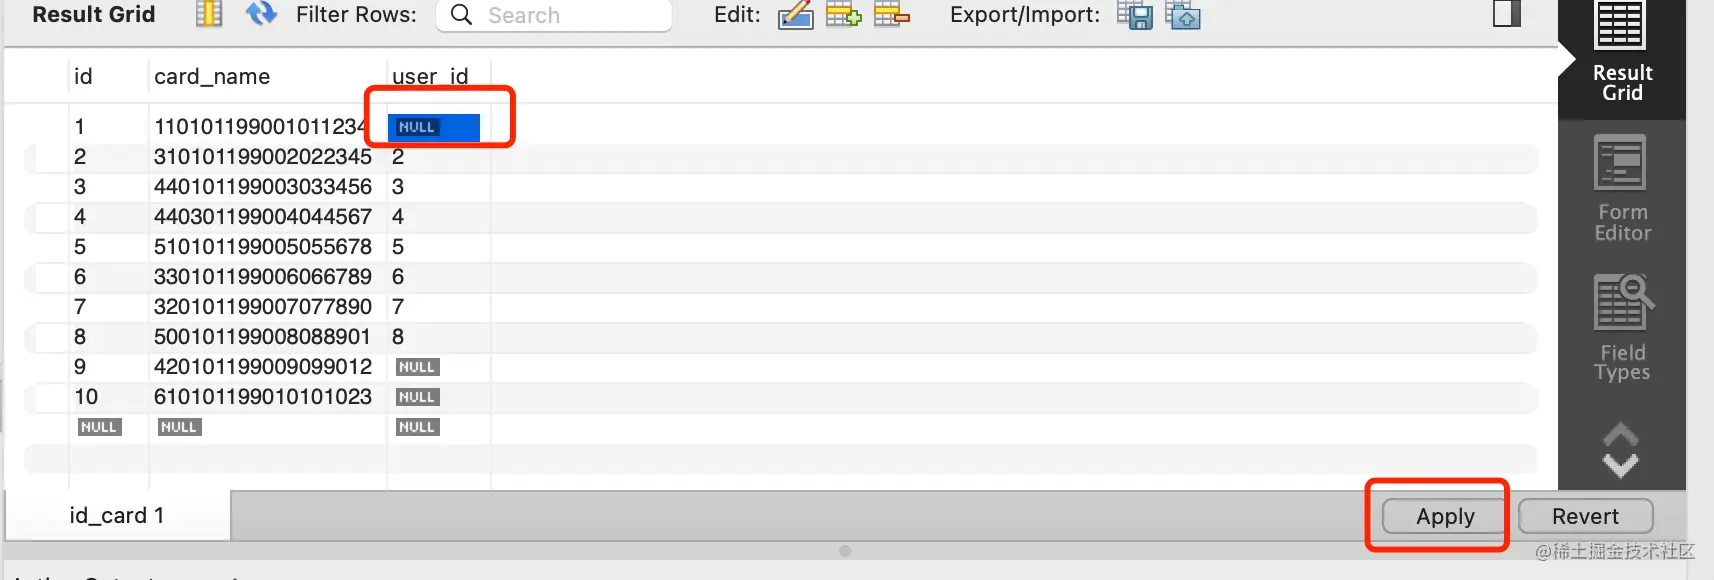 Result Grid Filter Rows: Search Edit: Export/Import:
id card_name user_id
1 110101199001011234 NULL
2 310101199002022345 2
3 440101199003033456 3
4 440301199004044567 4
5 510101199005055678 5
6 330101199006066789 6
7 320101199007077890 7
8 500101199008088901 8
9 420101199009099012 NULL
10 610101199010101023 NULL
NULL NULL NULL
Result
Grid
Form
Editor
Field
Types
id_card 1 Apply Revert
@稀土掘金技术社区